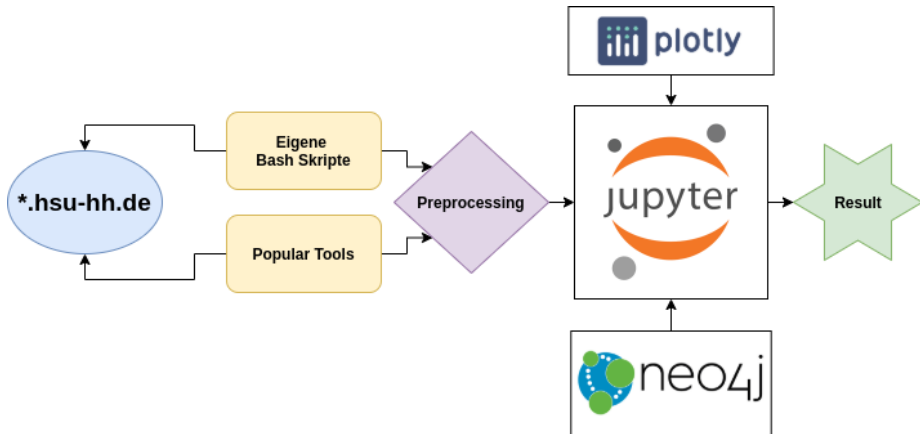 plotly
Eigene
Bash Skripte
*.hsu-hh.de
Preprocessing
jupyter
Result
Popular Tools
neo4j